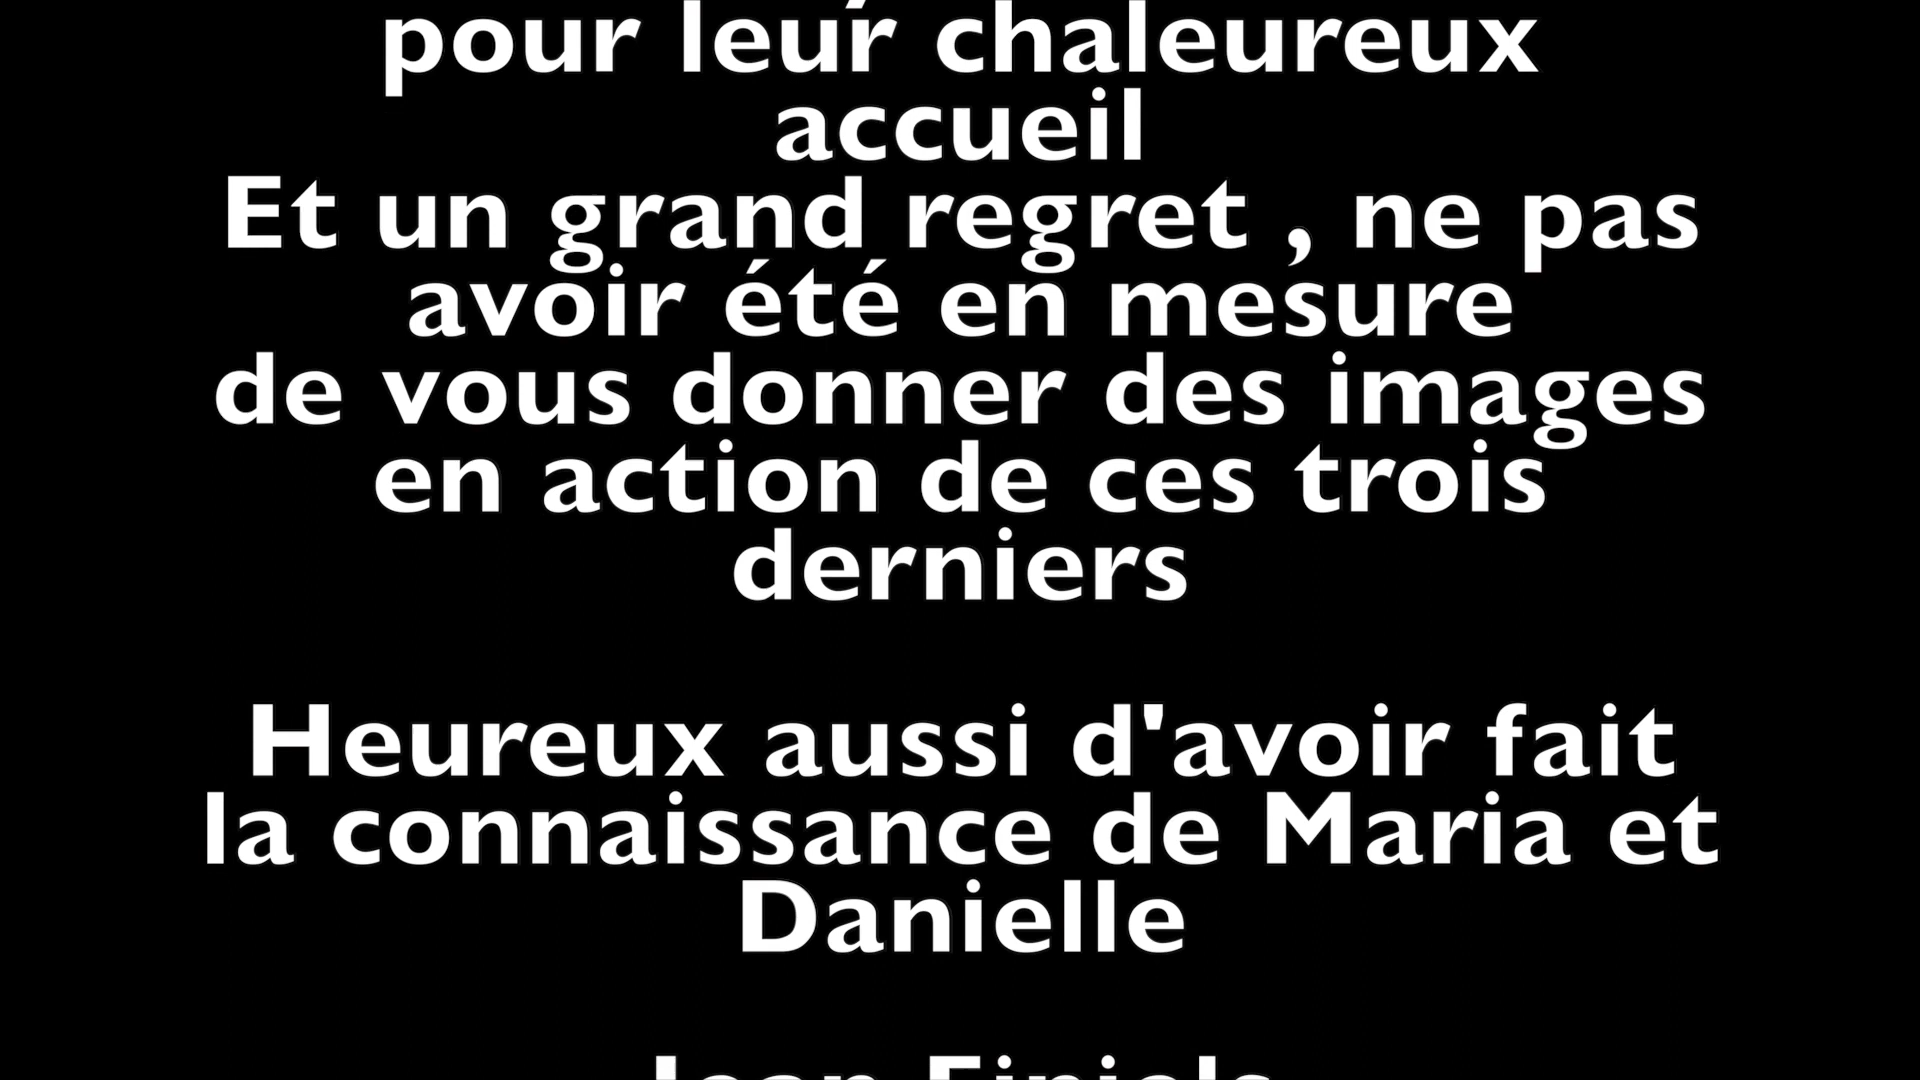 pour leur chaleureux
accueil
Et un grand regret , ne pas
avoir été en mesure
de vous donner des images
en action de ces trois
derniers
Heureux aussi d'avoir fait
la connaissance de Maria et
Danielle